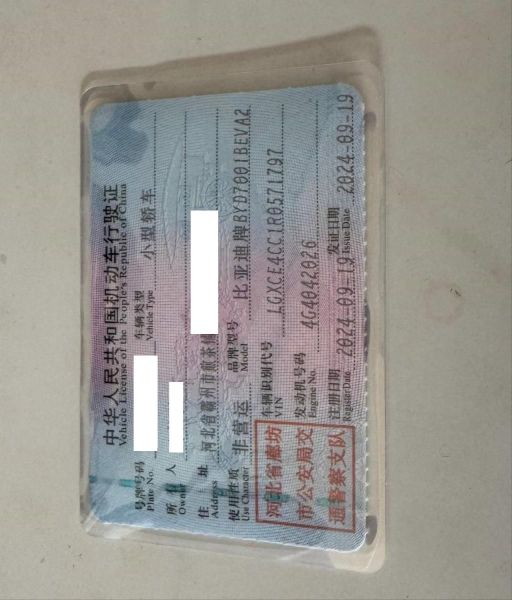 中华人民共和国机动车行驶证
Vehicle License of the People's Republic of China
号牌号码 车辆类型 小型轿车
Plate No. Vehicle Type
所有人
Owner
住址 河北省霸州市煎茶铺
Address
使用性质 非营运 品牌型号 比亚迪牌BYD7001BEVA2
Use Character Model
车辆识别代号 LGXCE4CC1R0571797
VIN
发动机号码 4G4042026
Engine No.
注册日期 2024-09-19 发证日期 2024-09-19
Register Date Issue Date
河北省廊坊
市公安局交
通警察支队